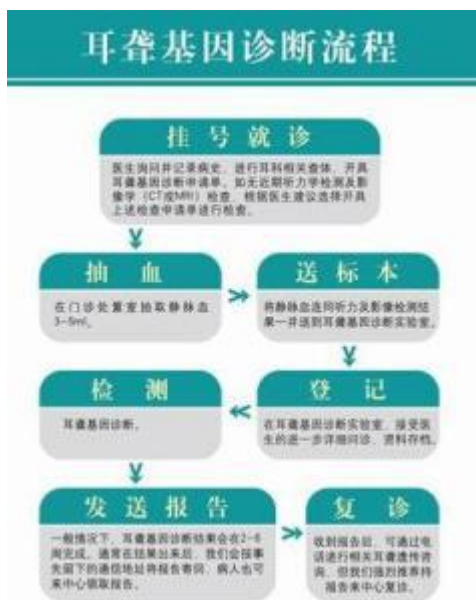 耳聋基因诊断流程
挂号就诊
医生询问并记录病史，进行耳科相关查体，开具
耳聋基因诊断申请单。如无近期听力学检测及影
像学（CT或MRI）检查，根据医生建议选择开具
上述检查申请单进行检查。
抽血
在门诊处置室抽取静脉血
3-5ml。
送标本
将静脉血连同听力及影像检测结
果一并送到耳聋基因诊断实验室。
检测
耳聋基因诊断。
登记
在耳聋基因诊断实验室，接受医
生的进一步详细问诊，资料存档。
发送报告
一般情况下，耳聋基因诊断结果会在2-6
周完成。通常在结果出来后，我们会按事
先留下的通信地址将报告寄回，病人也可
来中心领取报告。
复诊
收到报告后，可通过电
话进行相关耳聋遗传咨
询，但我们强烈推荐持
报告来中心复诊。